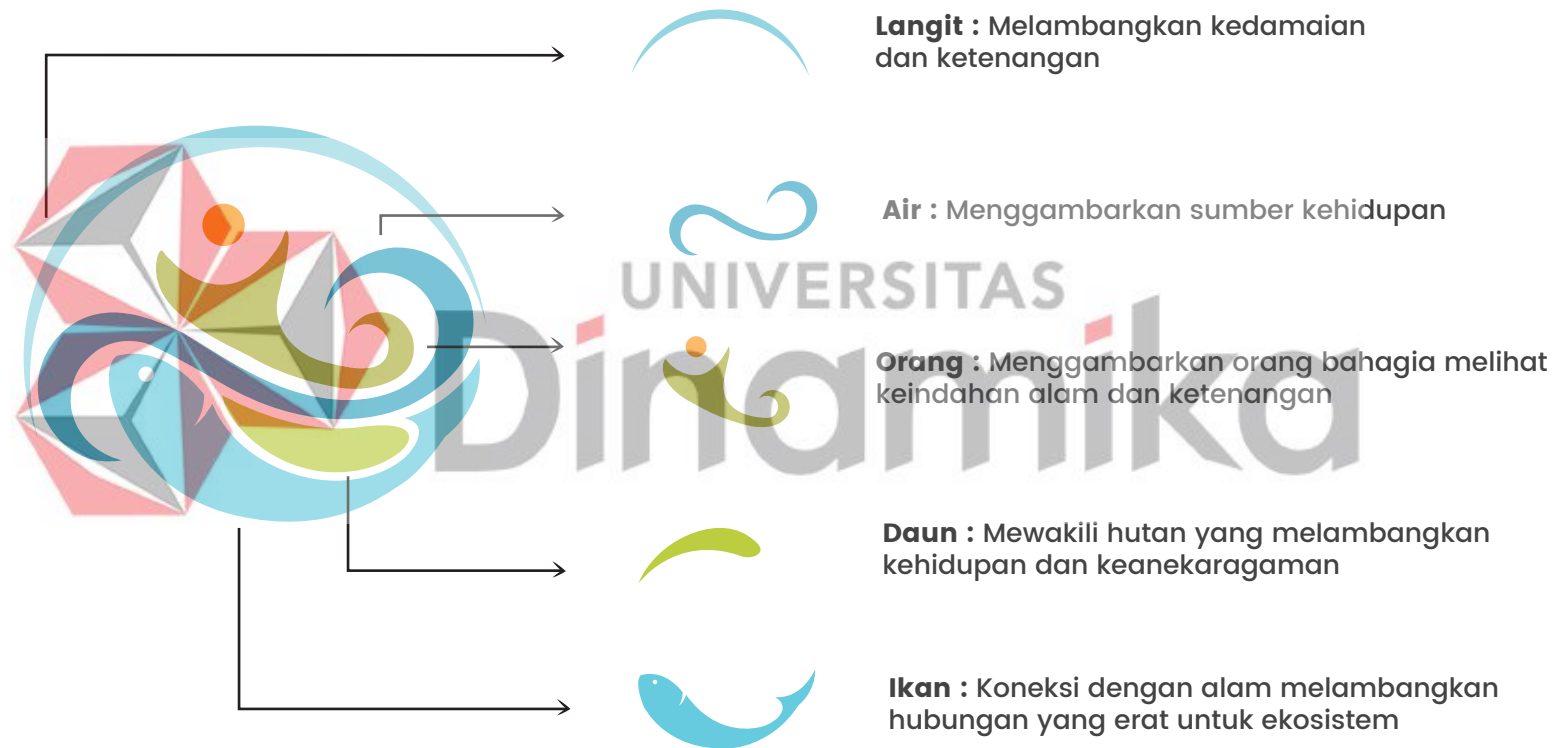 Langit : Melambangkan kedamaian
dan ketenangan
Air : Menggambarkan sumber kehidupan
UNIVERSITAS
Dinamika
Orang : Menggambarkan orang bahagia melihat
keindahan alam dan ketenangan
Daun : Mewakili hutan yang melambangkan
kehidupan dan keanekaragaman
Ikan : Koneksi dengan alam melambangkan
hubungan yang erat untuk ekosistem